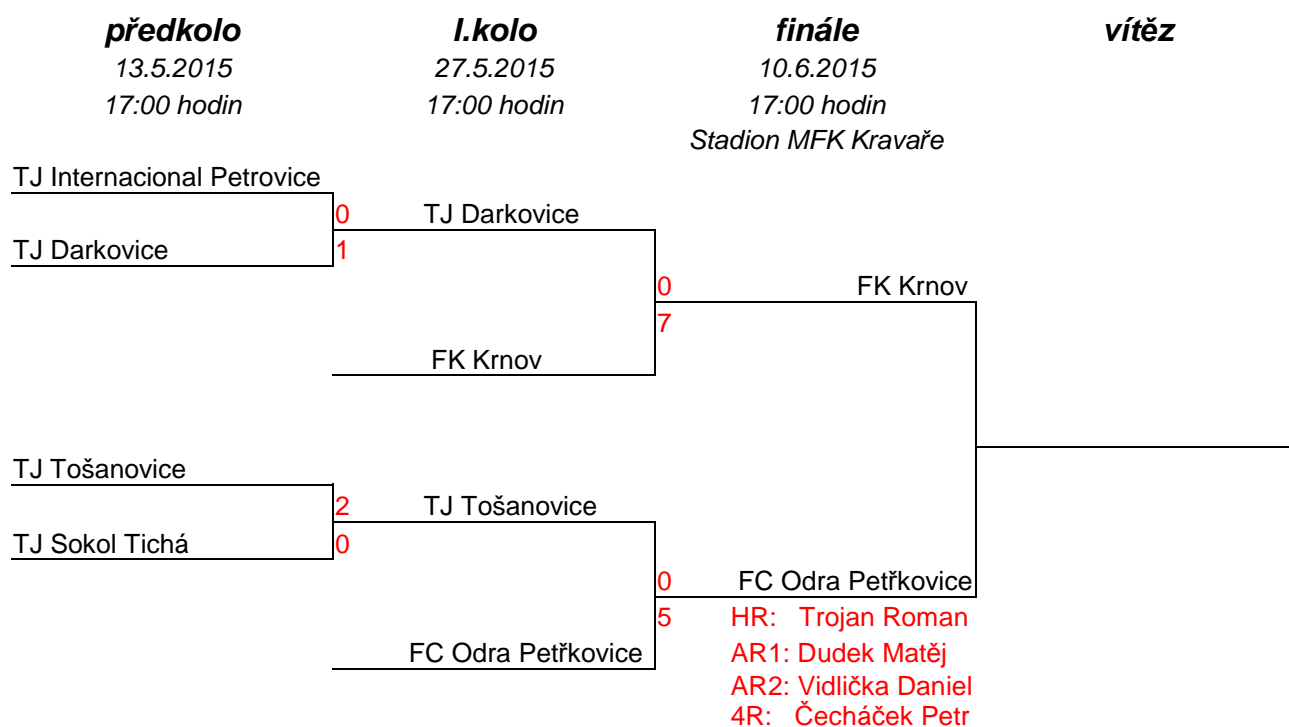 předkolo I.kolo finále vítěz
13.5.2015 27.5.2015 10.6.2015
17:00 hodin 17:00 hodin 17:00 hodin
Stadion MFK Kravaře
TJ Internacional Petrovice
0 TJ Darkovice
TJ Darkovice 1
0 FK Krnov
7
FK Krnov
TJ Tošanovice
2 TJ Tošanovice
TJ Sokol Tichá 0
0 FC Odra Petřkovice
5 HR: Trojan Roman
FC Odra Petřkovice AR1: Dudek Matěj
AR2: Vidlička Daniel
4R: Čecháček Petr